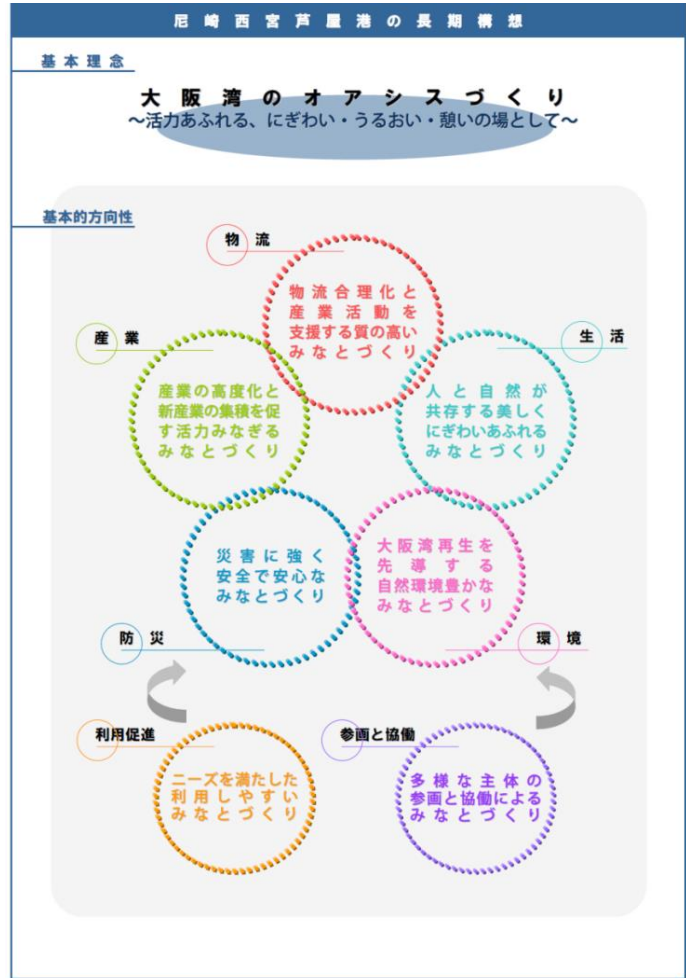 尼崎西宮芦屋港の長期構想
基本理念
大阪湾のオアシスづくり
～活力あふれる、にぎわい・うるおい・憩いの場として～
基本的方向性
物流
物流合理化と
産業活動を
支援する質の高い
みなとづくり
産業
産業の高度化と
新産業の集積を促
す活力みなぎる
みなとづくり
生活
人と自然が
共存する美しく
にぎわいあふれる
みなとづくり
災害に強く
安全で安心な
みなとづくり
防災
大阪湾再生を
先導する
自然環境豊かな
みなとづくり
環境
利用促進
ニーズを満たした
利用しやすい
みなとづくり
参画と協働
多様な主体の
参画と協働による
みなとづくり